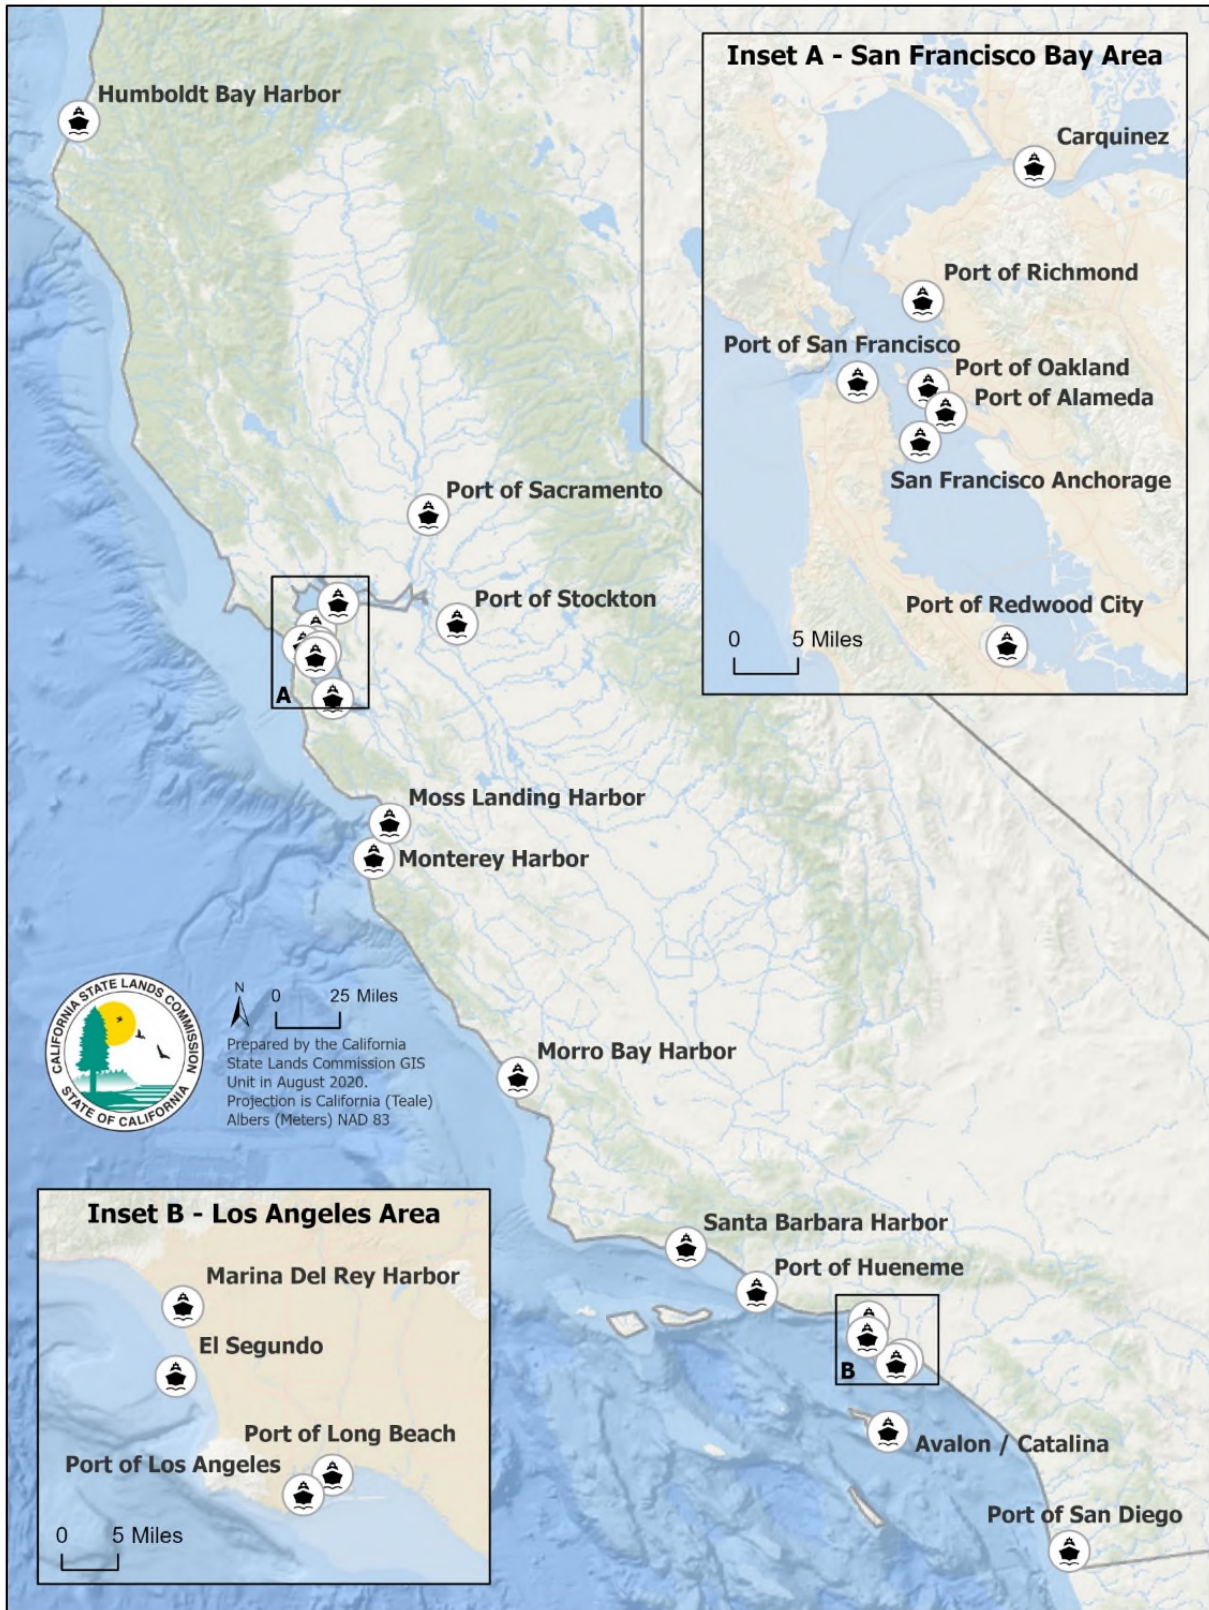 Humboldt Bay Harbor
Inset A - San Francisco Bay Area
Carquinez
Port of Richmond
Port of San Francisco
Port of Oakland
Port of Alameda
San Francisco Anchorage
Port of Redwood City
0 5 Miles
Port of Sacramento
Port of Stockton
A
Moss Landing Harbor
Monterey Harbor
CALIFORNIA STATE LANDS COMMISSION
STATE OF CALIFORNIA
N
0 25 Miles
Prepared by the California
State Lands Commission GIS
Unit in August 2020.
Projection is California (Teale)
Albers (Meters) NAD 83
Morro Bay Harbor
Santa Barbara Harbor
Port of Hueneme
B
Avalon / Catalina
Port of San Diego
Inset B - Los Angeles Area
Marina Del Rey Harbor
El Segundo
Port of Long Beach
Port of Los Angeles
0 5 Miles